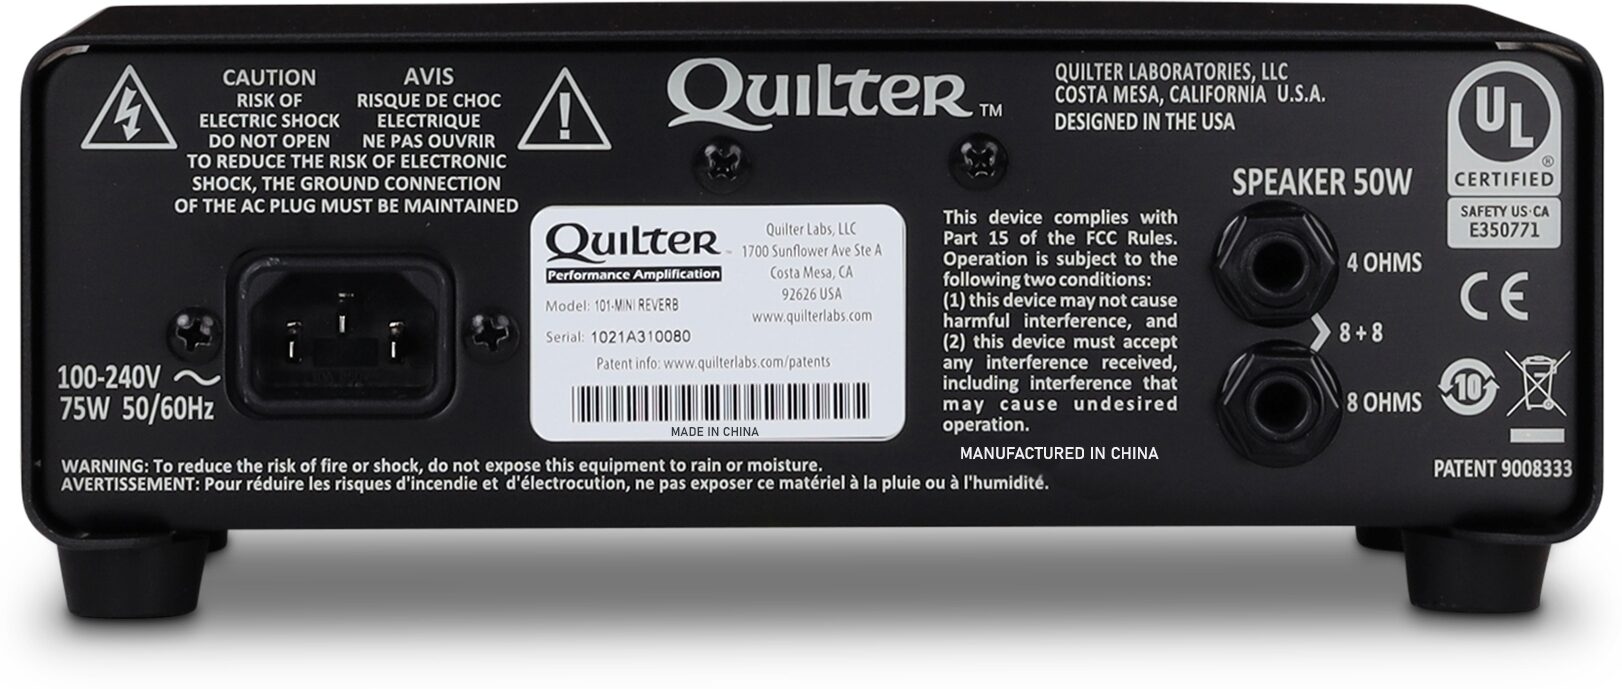 CAUTION
RISK OF
ELECTRIC SHOCK
DO NOT OPEN
AVIS
RISQUE DE CHOC
ELECTRIQUE
NE PAS OUVRIR
TO REDUCE THE RISK OF ELECTRONIC
SHOCK, THE GROUND CONNECTION
OF THE AC PLUG MUST BE MAINTAINED
QUILTER TM
QUILTER LABORATORIES, LLC
COSTA MESA, CALIFORNIA U.S.A.
DESIGNED IN THE USA
UL
®
CERTIFIED
SAFETY US·CA
E350771
100-240V ~
75W 50/60Hz
QUILTER ™
Performance Amplification
Quilter Labs, LLC
1700 Sunflower Ave Ste A
Costa Mesa, CA
92626 USA
www.quilterlabs.com
Model: 101-MINI REVERB
Serial: 1021A310080
Patent info: www.quilterlabs.com/patents
MADE IN CHINA
This device complies with
Part 15 of the FCC Rules.
Operation is subject to the
following two conditions:
(1) this device may not cause
harmful interference, and
(2) this device must accept
any interference received,
including interference that
may cause undesired
operation.
MANUFACTURED IN CHINA
SPEAKER 50W
4 OHMS
8 + 8
8 OHMS
CE
10
PATENT 9008333
WARNING: To reduce the risk of fire or shock, do not expose this equipment to rain or moisture.
AVERTISSEMENT: Pour réduire les risques d'incendie et d'électrocution, ne pas exposer ce matériel à la pluie ou à l'humidité.